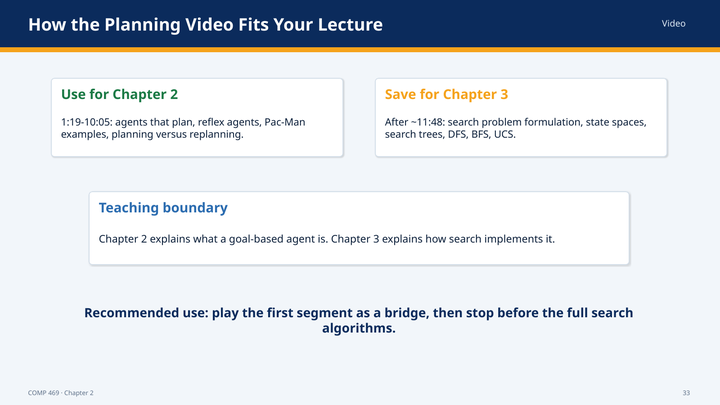 How the Planning Video Fits Your Lecture
Video
Use for Chapter 2
1:19-10:05: agents that plan, reflex agents, Pac-Man
examples, planning versus replanning.
Save for Chapter 3
After ~11:48: search problem formulation, state spaces,
search trees, DFS, BFS, UCS.
Teaching boundary
Chapter 2 explains what a goal-based agent is. Chapter 3 explains how search implements it.
Recommended use: play the first segment as a bridge, then stop before the full search
algorithms.
COMP 469 · Chapter 2
33